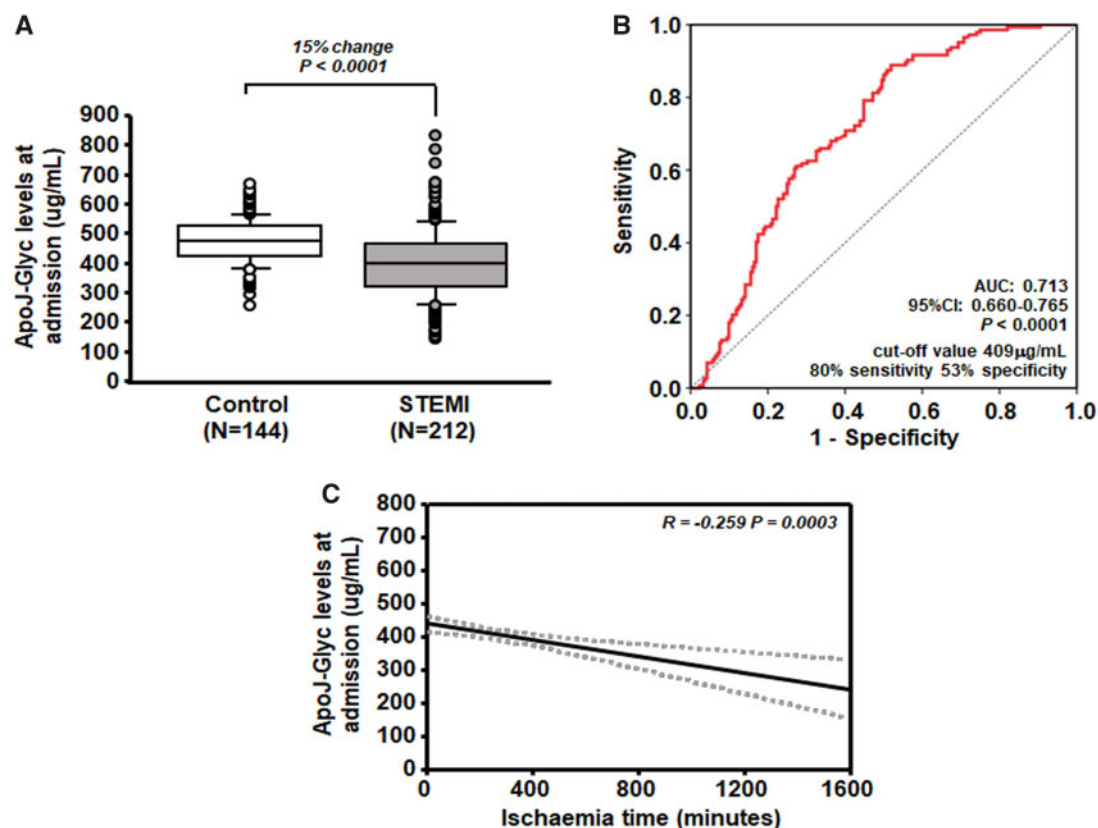 A
15% change
P < 0.0001
ApoJ-Glyc levels at
admission (ug/mL)
900
800
700
600
500
400
300
200
100
0
Control
(N=144)
STEMI
(N=212)
B
Sensitivity
1.0
0.8
0.6
0.4
0.2
0.0
AUC: 0.713
95%CI: 0.660-0.765
P < 0.0001
cut-off value 409µg/mL
80% sensitivity 53% specificity
0.0 0.2 0.4 0.6 0.8 1.0
1 - Specificity
C
ApoJ-Glyc levels at
admission (ug/mL)
800
700
600
500
400
300
200
100
0
R = -0.259 P = 0.0003
0 400 800 1200 1600
Ischaemia time (minutes)